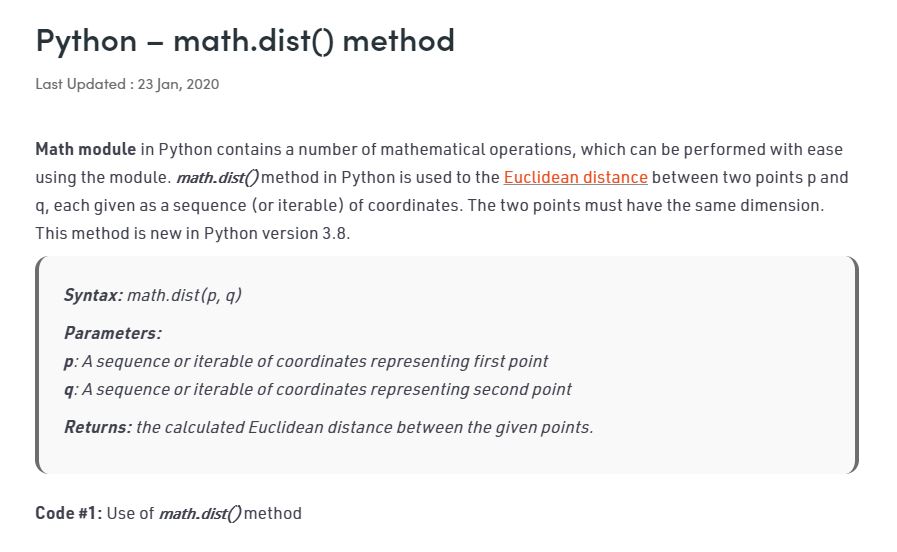 Python – math.dist() method
Last Updated : 23 Jan, 2020
Math module in Python contains a number of mathematical operations, which can be performed with ease
using the module. math.dist() method in Python is used to the Euclidean distance between two points p and
q, each given as a sequence (or iterable) of coordinates. The two points must have the same dimension.
This method is new in Python version 3.8.
Syntax: math.dist(p, q)
Parameters:
p: A sequence or iterable of coordinates representing first point
q: A sequence or iterable of coordinates representing second point
Returns: the calculated Euclidean distance between the given points.
Code #1: Use of math.dist() method